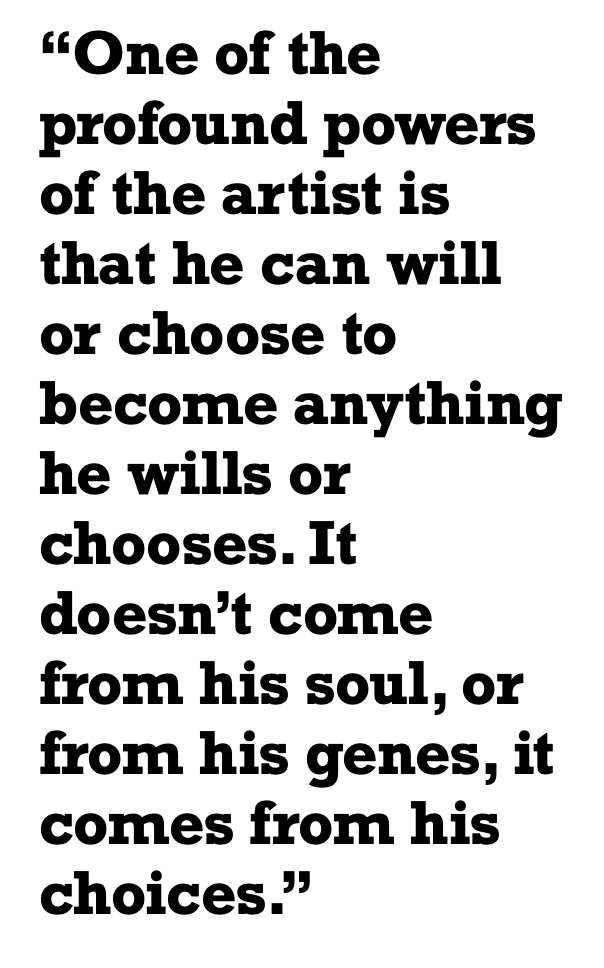 “One of the
profound powers
of the artist is
that he can will
or choose to
become anything
he wills or
chooses. It
doesn’t come
from his soul, or
from his genes, it
comes from his
choices.”